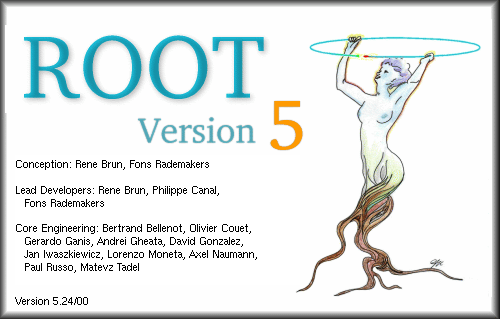 ROOT
Version 5
Conception: Rene Brun, Fons Rademakers
Lead Developers: Rene Brun, Philippe Canal,
Fons Rademakers
Core Engineering: Bertrand Bellenot, Olivier Couet,
Gerardo Ganis, Andrei Gheata, David Gonzalez,
Jan Iwaszkiewicz, Lorenzo Moneta, Axel Naumann,
Paul Russo, Matevz Tadel
Version 5.24/00